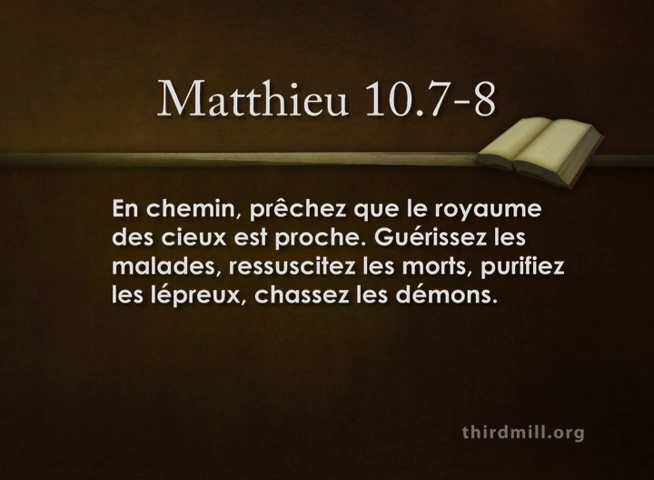 Matthieu 10.7-8
En chemin, prêchez que le royaume
des cieux est proche. Guérissez les
malades, ressuscitez les morts, purifiez
les lépreux, chassez les démons.
thirdmill.org